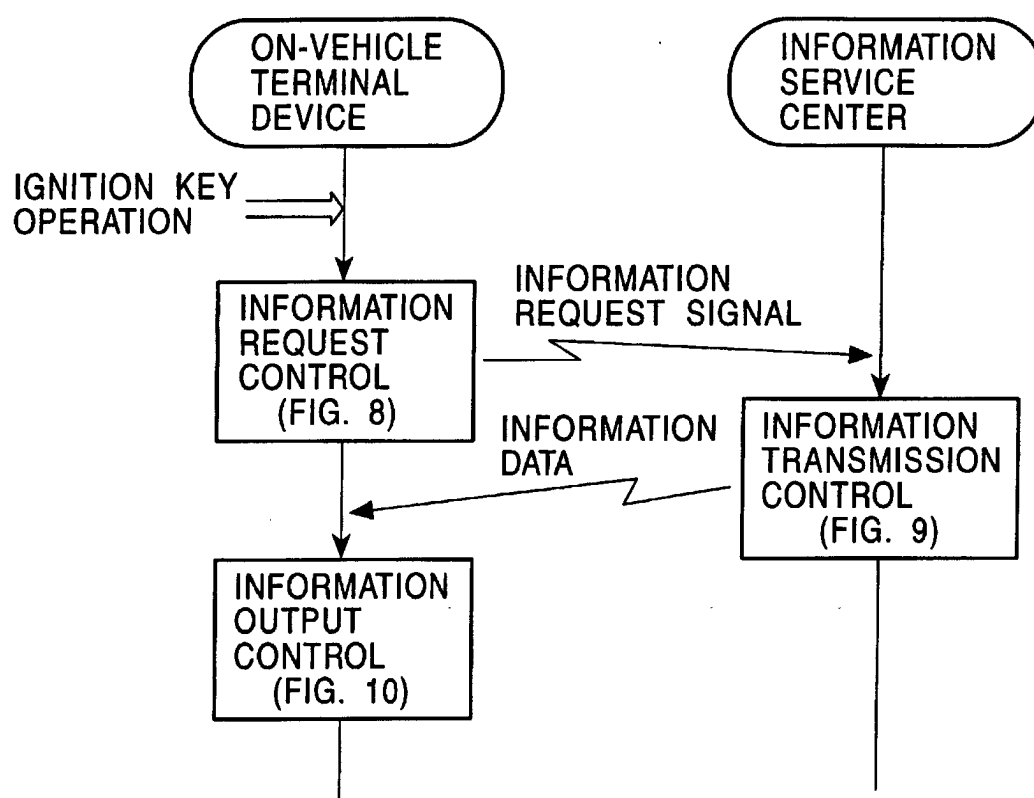 ON-VEHICLE
TERMINAL
DEVICE
INFORMATION
SERVICE
CENTER
IGNITION KEY
OPERATION
INFORMATION
REQUEST
CONTROL
(FIG. 8)
INFORMATION
REQUEST SIGNAL
INFORMATION
DATA
INFORMATION
TRANSMISSION
CONTROL
(FIG. 9)
INFORMATION
OUTPUT
CONTROL
(FIG. 10)